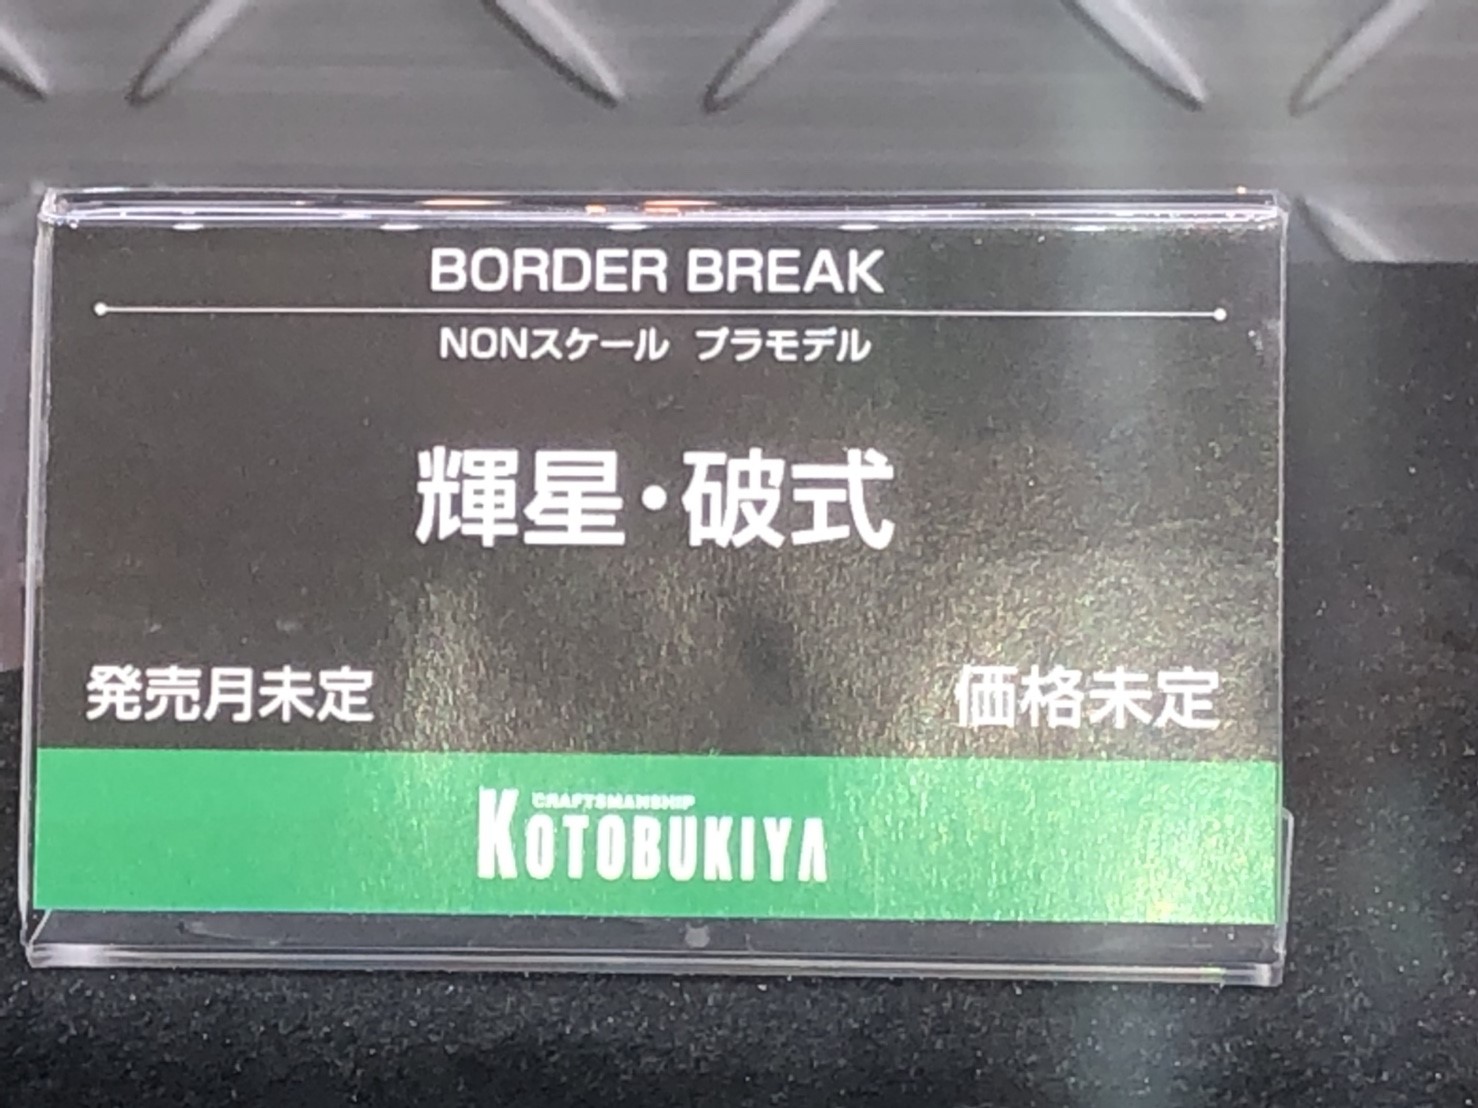 BORDER BREAK
NONスケール プラモデル
輝星・破式
発売月未定 価格未定
CRAFTSMANSHIP
KOTOBUKIYA